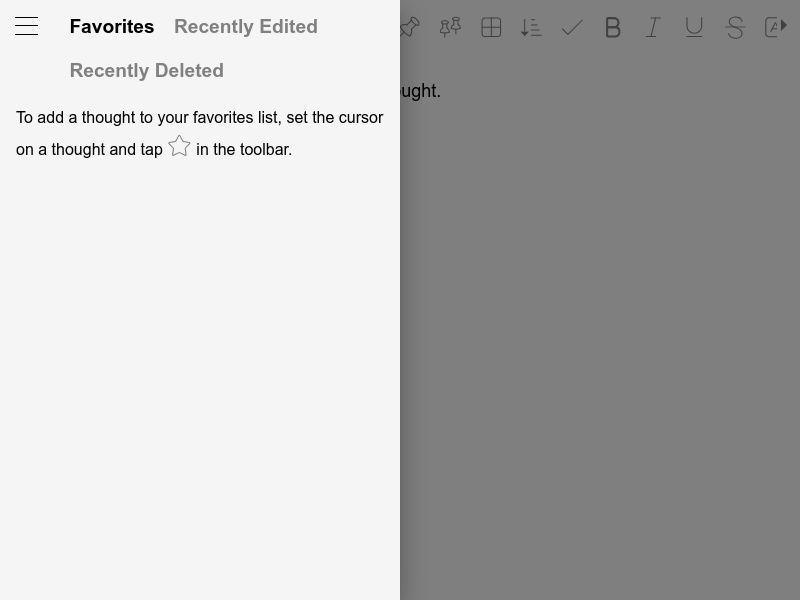 Favorites Recently Edited
Recently Deleted
To add a thought to your favorites list, set the cursor
on a thought and tap in the toolbar.
ought.
B I U S A